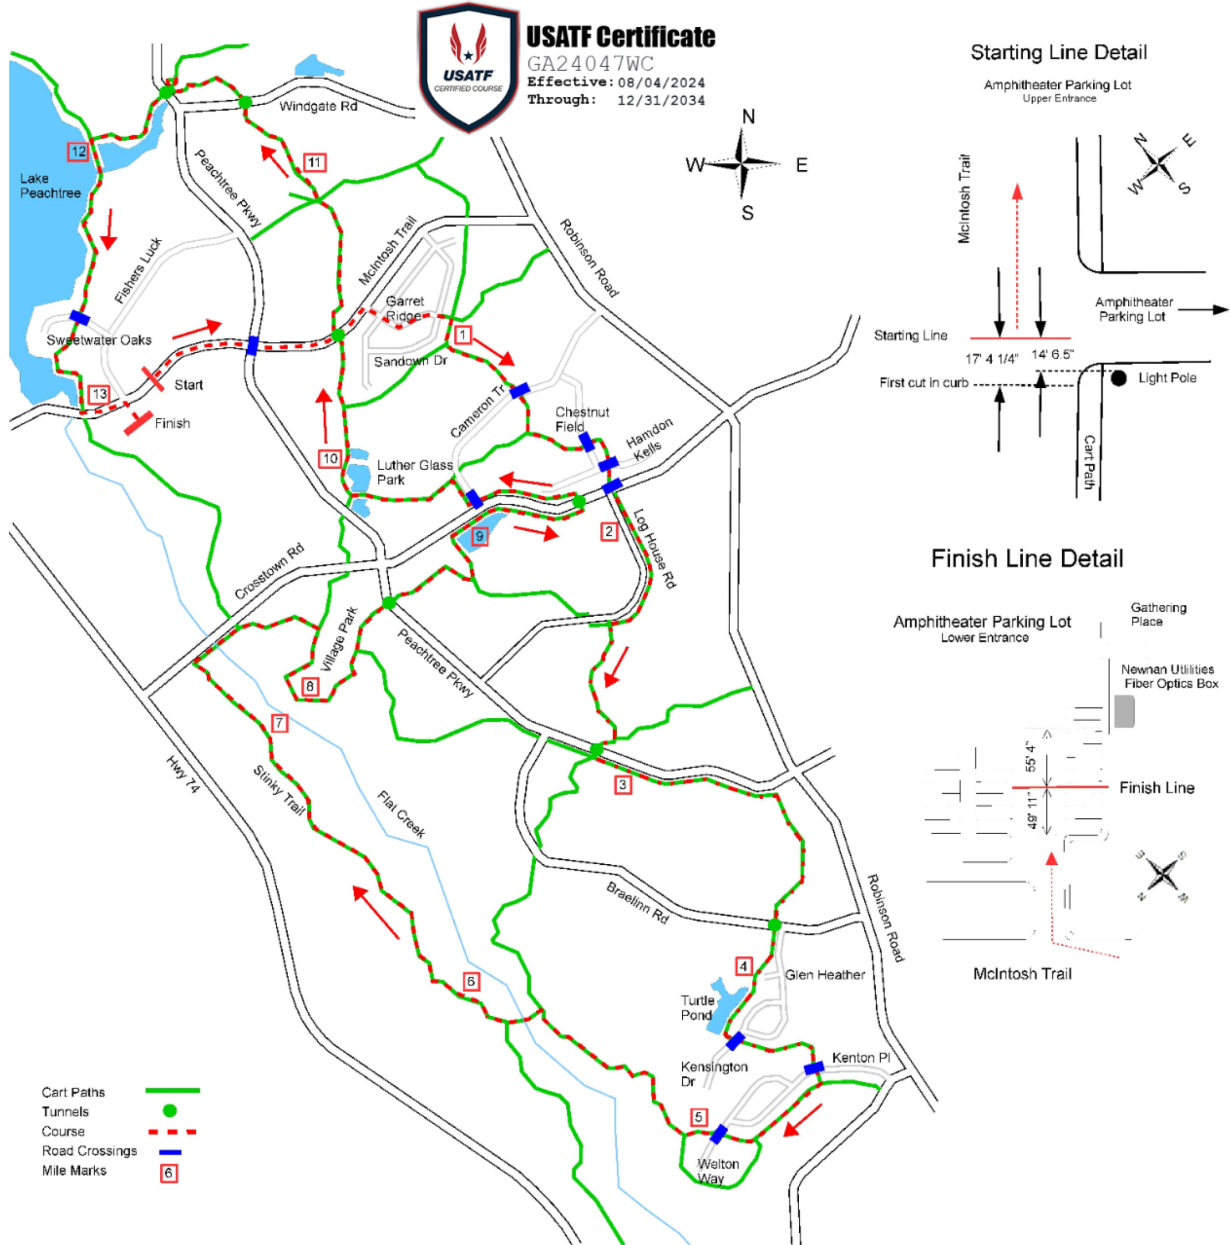 USATF
CERTIFIED COURSE
USATF Certificate
GA24047WC
Effective: 08/04/2024
Through: 12/31/2034
N
W E
S
Starting Line Detail
Amphitheater Parking Lot
Upper Entrance
McIntosh Trail
N
E
W
S
Amphitheater
Parking Lot
Starting Line
17' 4 1/4"
14' 6.5"
First cut in curb
Light Pole
Cart Path
Finish Line Detail
Amphitheater Parking Lot
Lower Entrance
Gathering
Place
Newnan Utlilities
Fiber Optics Box
55' 4"
Finish Line
49' 11"
E
S
N
W
McIntosh Trail
Windgate Rd
12
11
Lake
Peachtree
Peachtree Pkwy
McIntosh Trail
Robinson Road
Fishers Luck
Garret
Ridge
Sweetwater Oaks
1
Sandown Dr
Start
13
Finish
Cameron Tr
Chestnut
Field
Hamdon
Kells
10
Luther Glass
Park
9
2
Log House Rd
Crosstown Rd
Village Park
Peachtree Pkwy
8
7
Hwy 74
Stinky Trail
Flat Creek
3
Braelinn Rd
Robinson Road
4
Glen Heather
6
Turtle
Pond
Kensington
Dr
Kenton Pl
5
Welton
Way
Cart Paths
Tunnels
Course
Road Crossings
Mile Marks
6